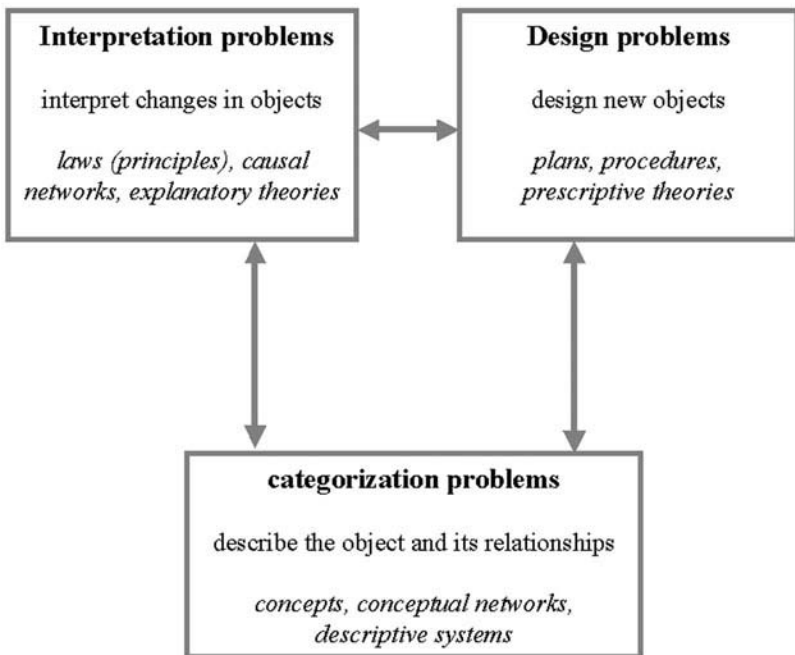 Interpretation problems
interpret changes in objects
laws (principles), causal
networks, explanatory theories
Design problems
design new objects
plans, procedures,
prescriptive theories
categorization problems
describe the object and its relationships
concepts, conceptual networks,
descriptive systems